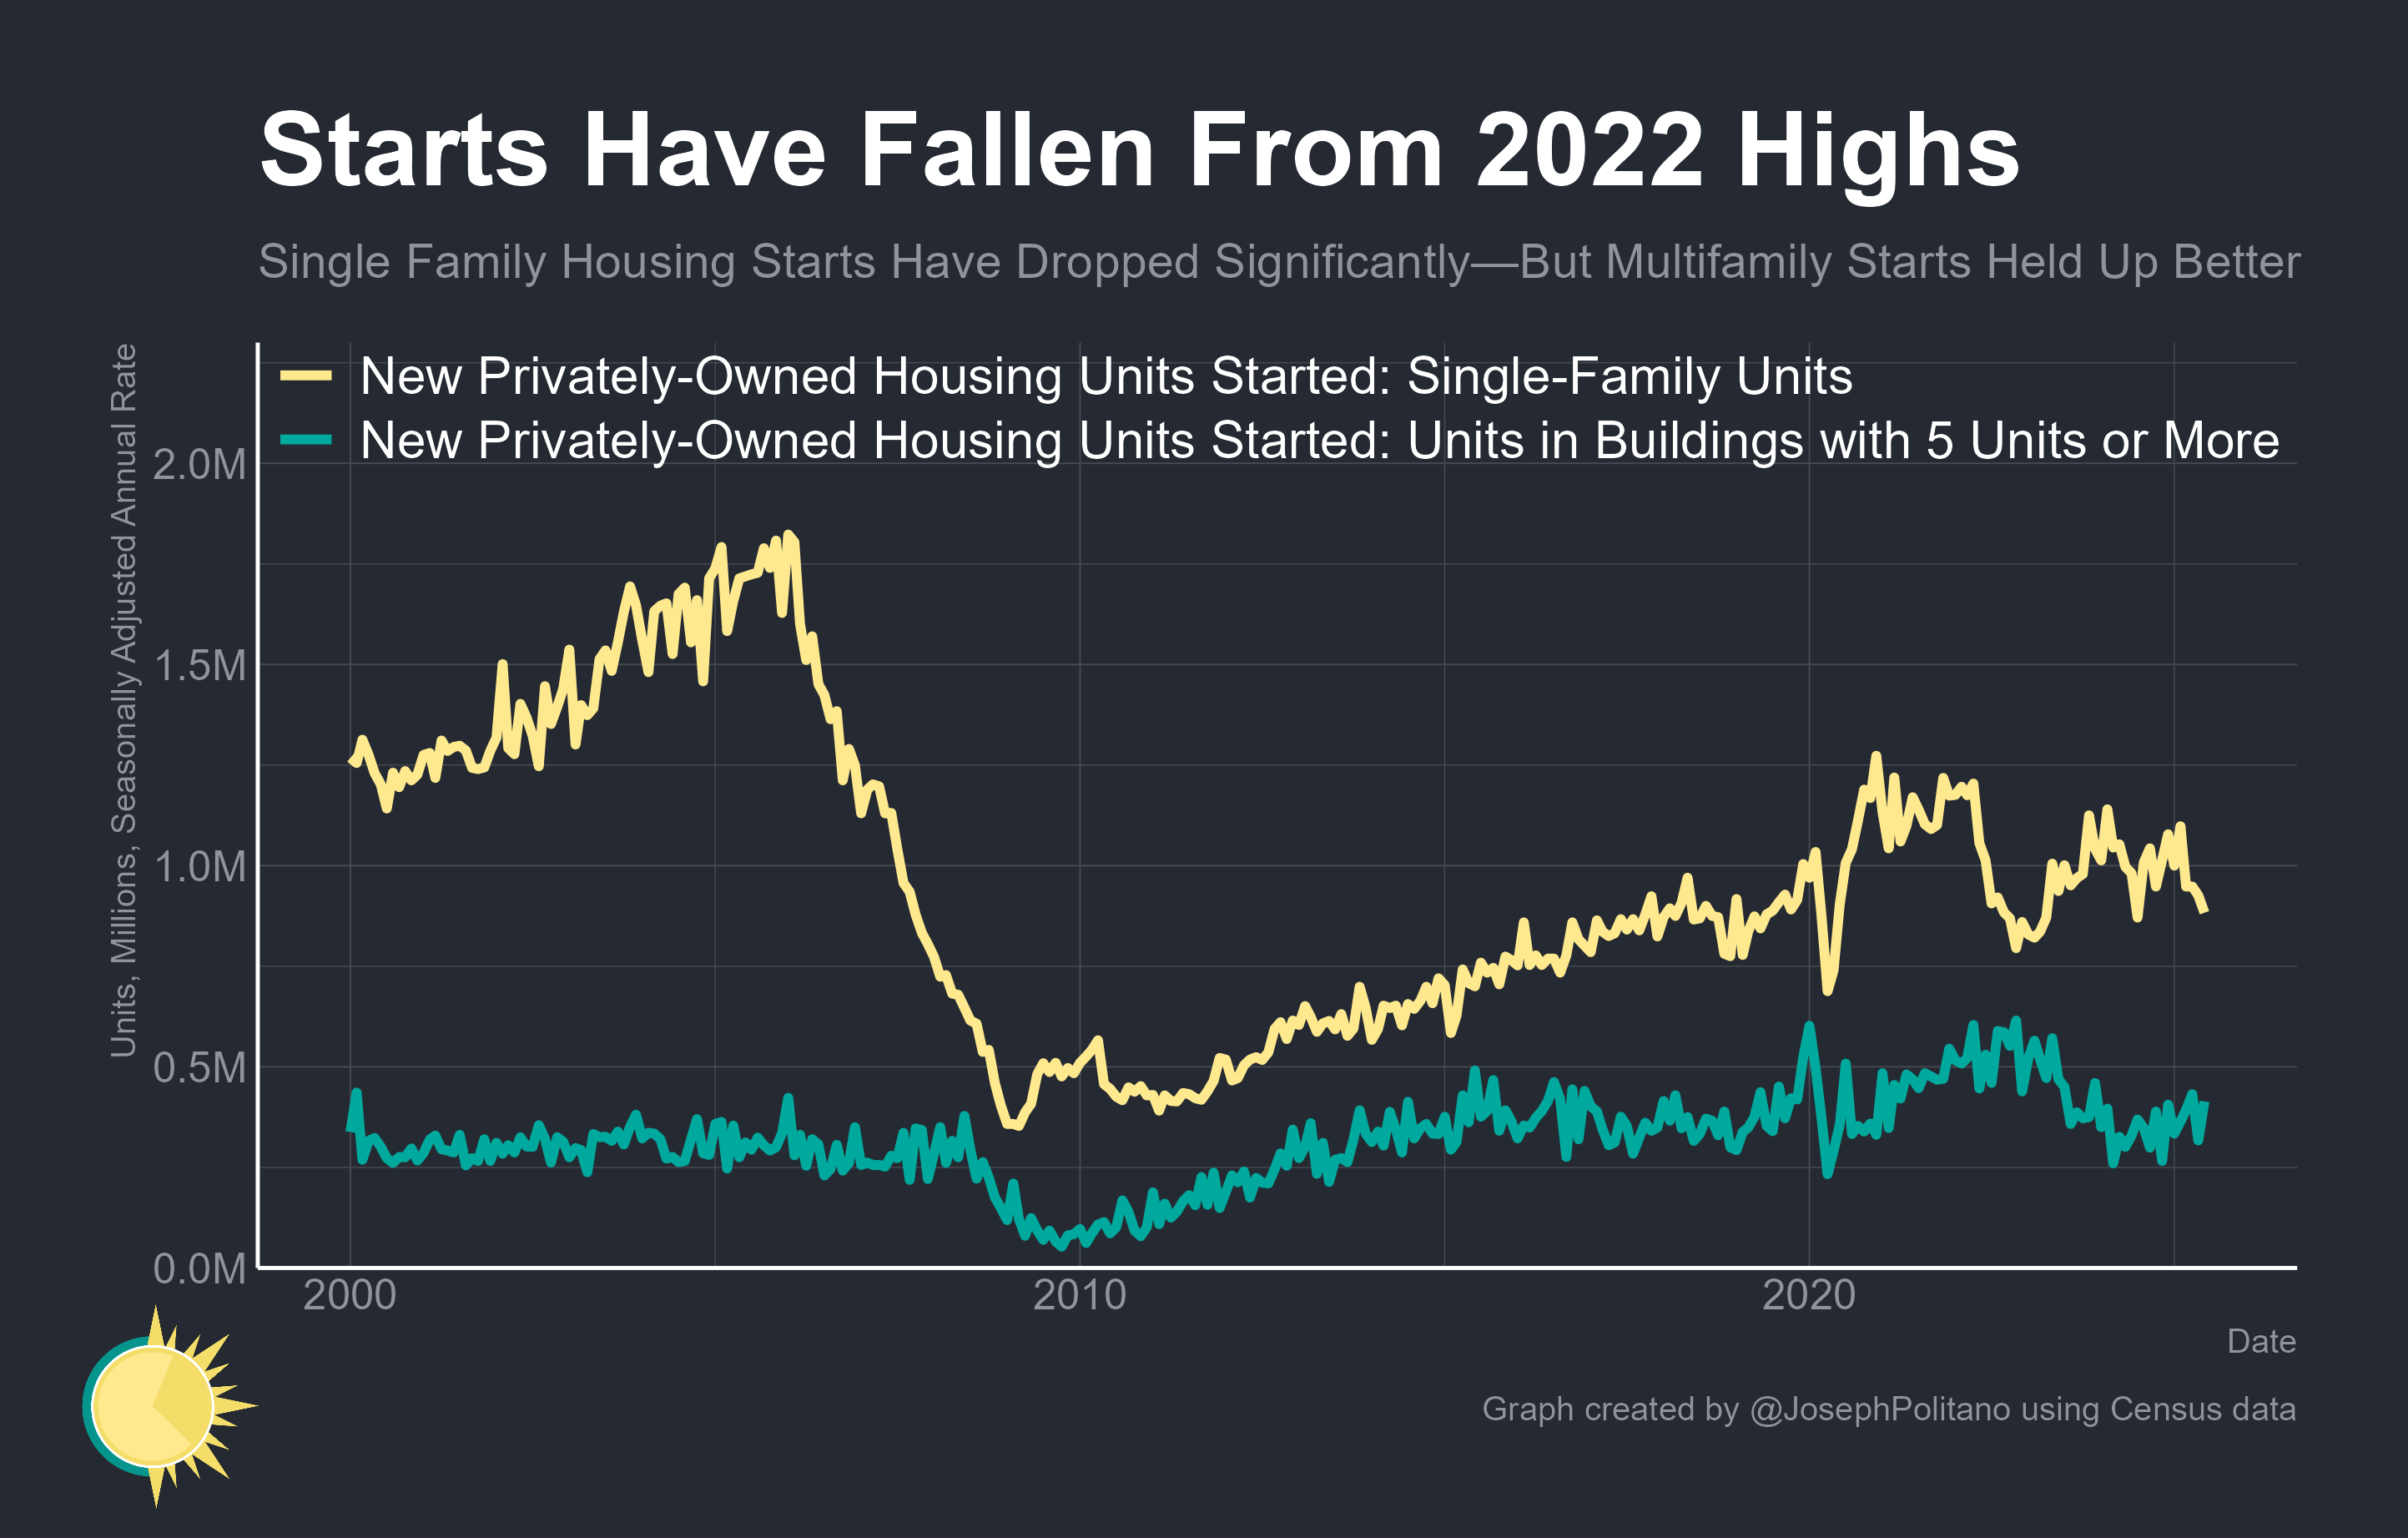 Starts Have Fallen From 2022 Highs
Single Family Housing Starts Have Dropped Significantly—But Multifamily Starts Held Up Better
Units, Millions, Seasonally Adjusted Annual Rate
New Privately-Owned Housing Units Started: Single-Family Units
New Privately-Owned Housing Units Started: Units in Buildings with 5 Units or More
2.0M
1.5M
1.0M
0.5M
0.0M
2000 2010 2020
Date
Graph created by @JosephPolitano using Census data